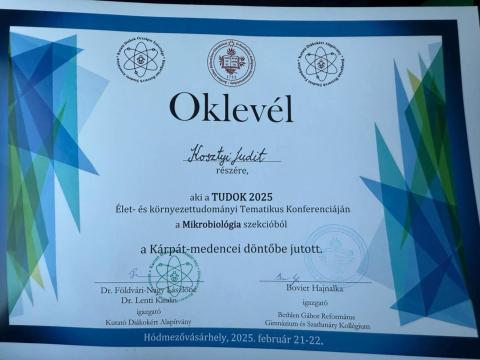 Oklevél
Kosztyi Judit
részére,
aki a TUDOK 2025
Élet- és környezettudományi Tematikus Konferenciáján
a Mikrobiológia szekcióból
a Kárpát-medencei döntőbe jutott.
Dr. Földvári-Nagy Lászlóné
Dr. Lenti Katalin
igazgató
Kutató Diákokért Alapítvány
Bovier Hajnalka
igazgató
Bethlen Gábor Református
Gimnázium és Szathmáry Kollégium
Hódmezővásárhely, 2025. február 21-22.